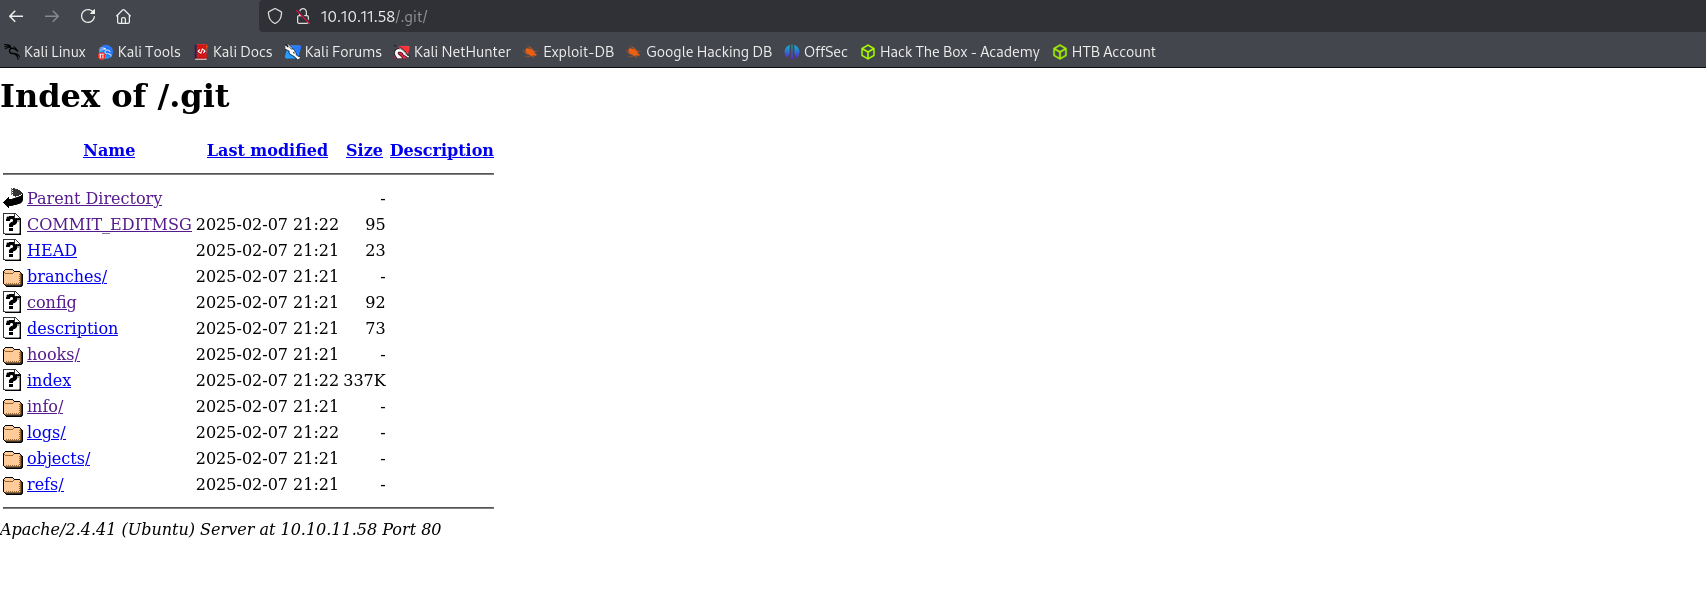 10.10.11.58/.git/
Kali Linux Kali Tools Kali Docs Kali Forums Kali NetHunter Exploit-DB Google Hacking DB OffSec Hack The Box - Academy HTB Account
Index of /.git
Name Last modified Size Description
Parent Directory -
COMMIT_EDITMSG 2025-02-07 21:22 95
HEAD 2025-02-07 21:21 23
branches/ 2025-02-07 21:21 -
config 2025-02-07 21:21 92
description 2025-02-07 21:21 73
hooks/ 2025-02-07 21:21 -
index 2025-02-07 21:22 337K
info/ 2025-02-07 21:21 -
logs/ 2025-02-07 21:22 -
objects/ 2025-02-07 21:21 -
refs/ 2025-02-07 21:21 -
Apache/2.4.41 (Ubuntu) Server at 10.10.11.58 Port 80